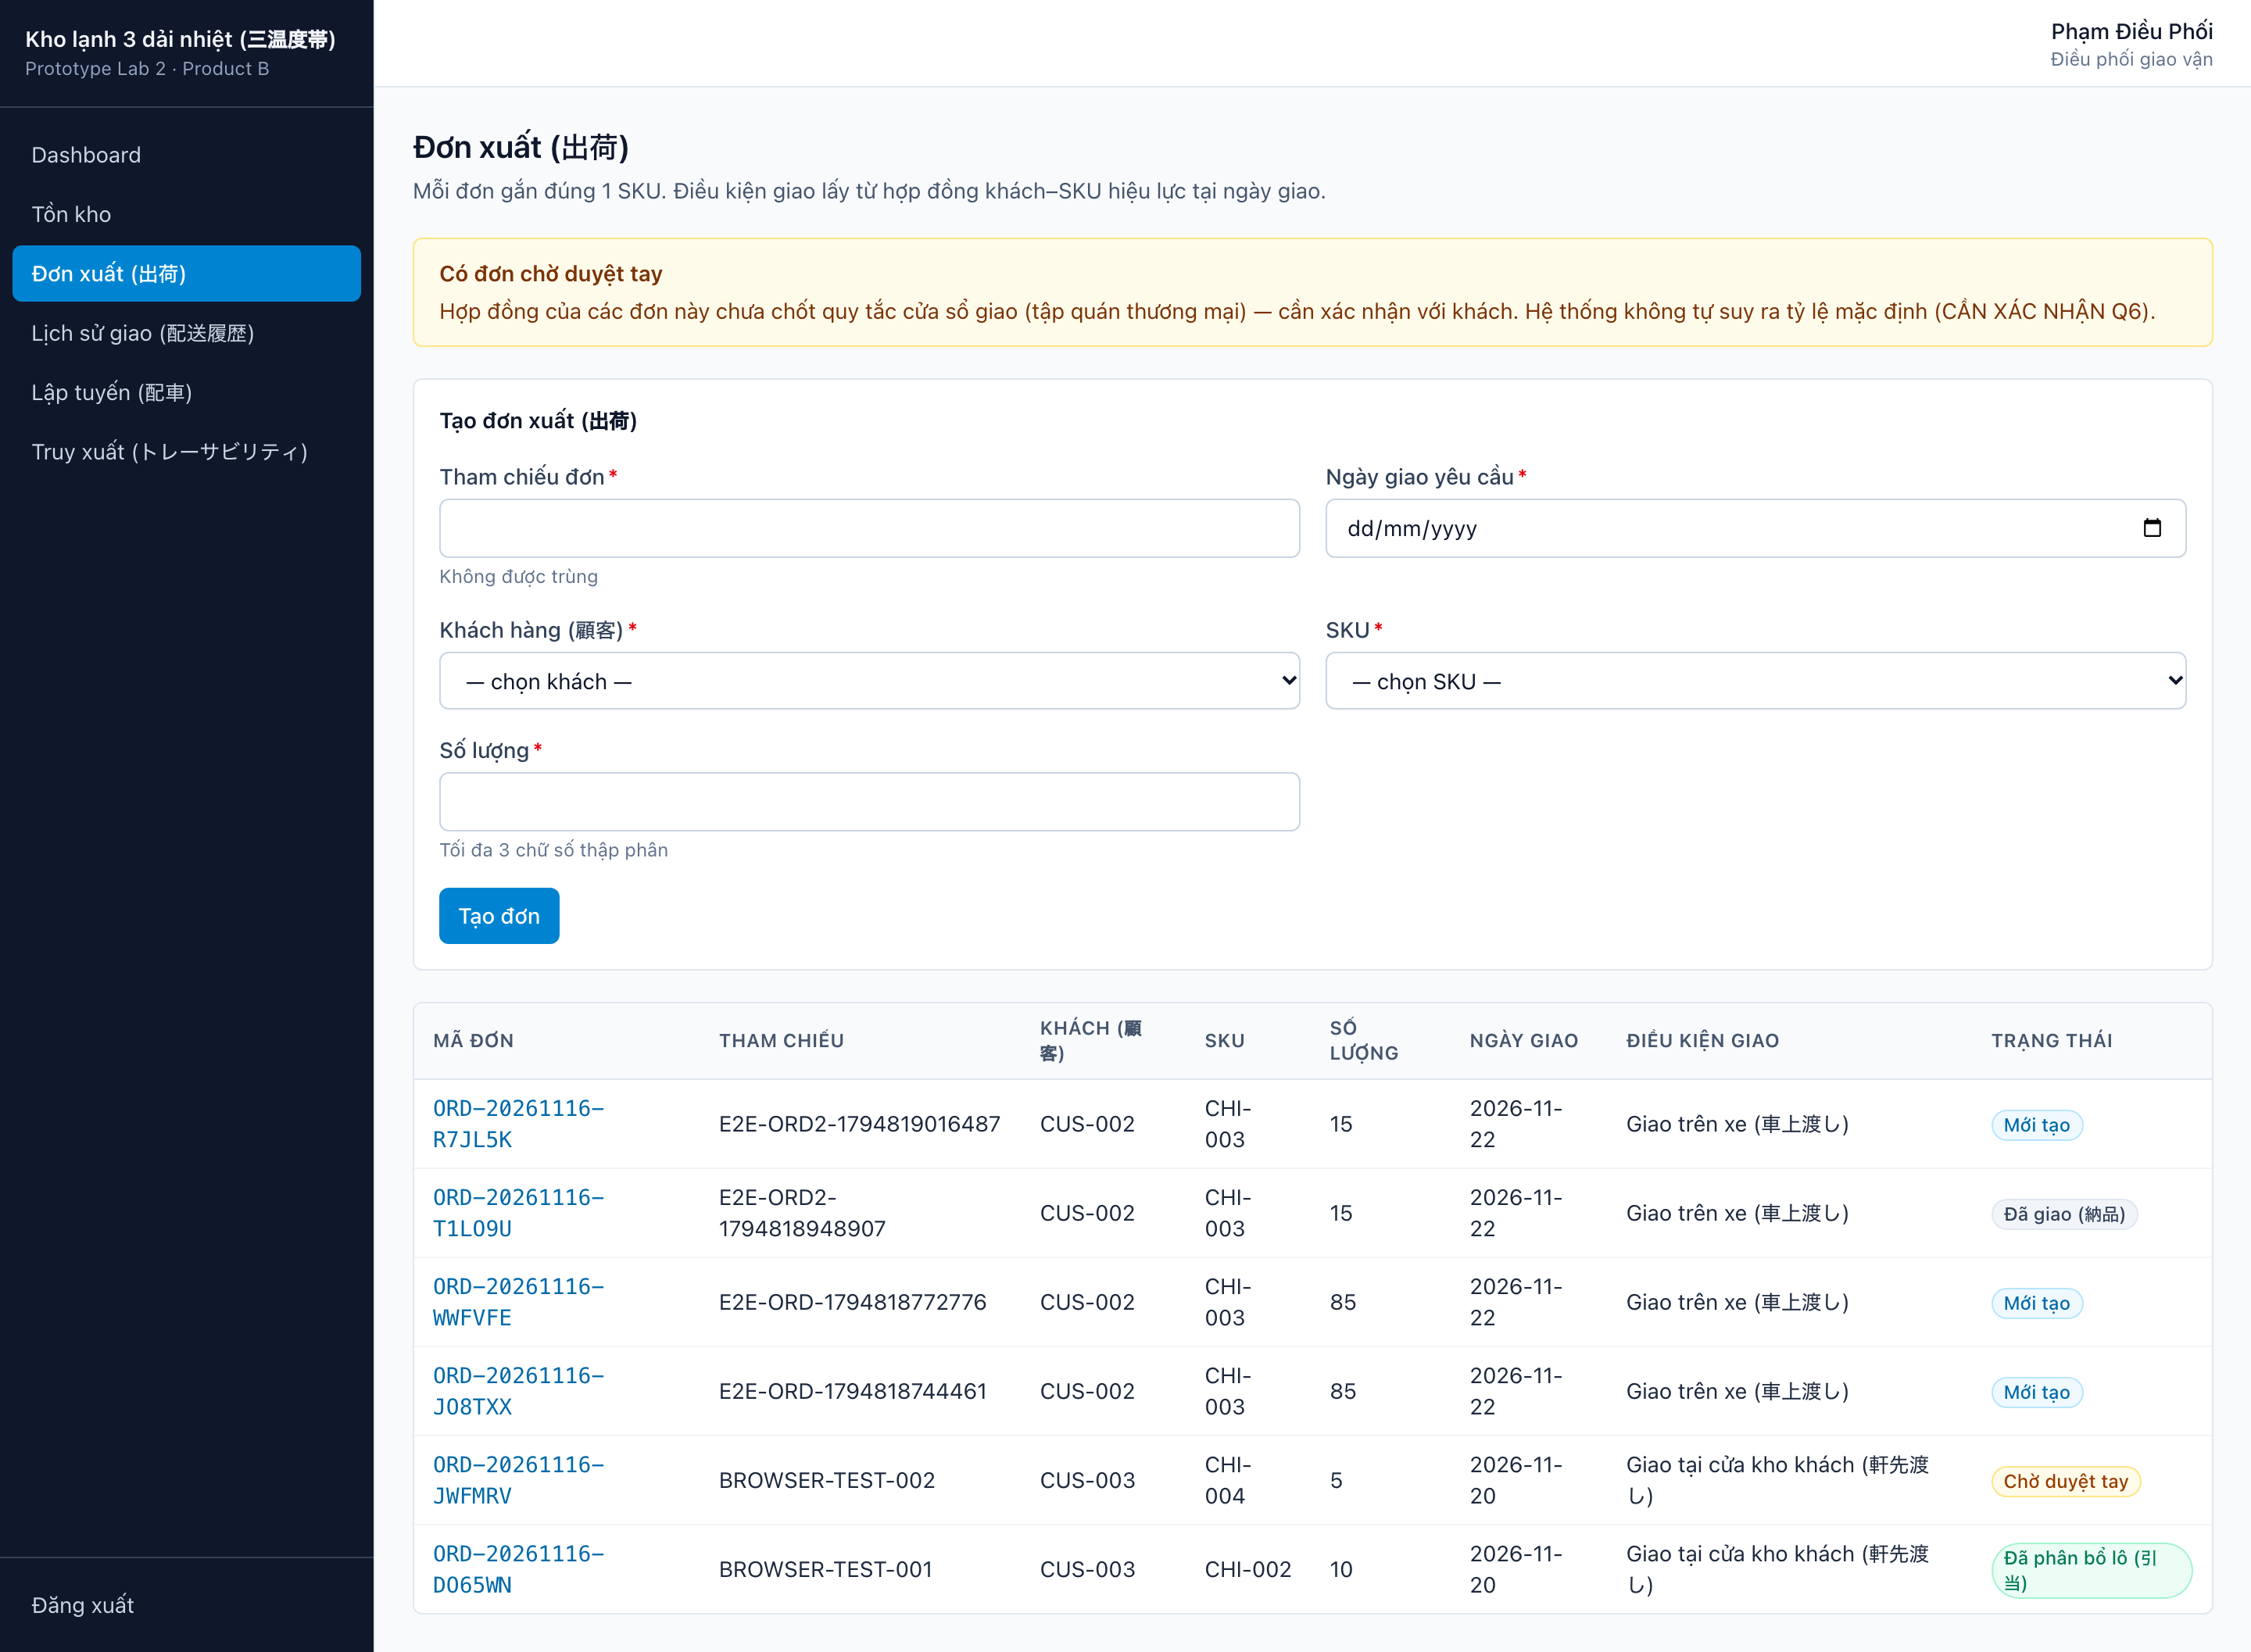 Kho lạnh 3 dải nhiệt (三温度帯)
Prototype Lab 2 · Product B
Dashboard
Tồn kho
Đơn xuất (出荷)
Lịch sử giao (配送履歴)
Lập tuyến (配車)
Truy xuất (トレーサビリティ)
Đăng xuất
Phạm Điều Phối
Điều phối giao vận
Đơn xuất (出荷)
Mỗi đơn gắn đúng 1 SKU. Điều kiện giao lấy từ hợp đồng khách–SKU hiệu lực tại ngày giao.
Có đơn chờ duyệt tay
Hợp đồng của các đơn này chưa chốt quy tắc cửa sổ giao (tập quán thương mại) — cần xác nhận với khách. Hệ thống không tự suy ra tỷ lệ mặc định (CẦN XÁC NHẬN Q6).
Tạo đơn xuất (出荷)
Tham chiếu đơn *
Không được trùng
Ngày giao yêu cầu *
dd/mm/yyyy
Khách hàng (顧客) *
— chọn khách —
SKU *
— chọn SKU —
Số lượng *
Tối đa 3 chữ số thập phân
Tạo đơn
MÃ ĐƠN THAM CHIẾU KHÁCH (顧客) SKU SỐ LƯỢNG NGÀY GIAO ĐIỀU KIỆN GIAO TRẠNG THÁI
ORD-20261116-R7JL5K E2E-ORD2-1794819016487 CUS-002 CHI-003 15 2026-11-22 Giao trên xe (車上渡し) Mới tạo
ORD-20261116-T1LO9U E2E-ORD2-1794818948907 CUS-002 CHI-003 15 2026-11-22 Giao trên xe (車上渡し) Đã giao (納品)
ORD-20261116-WWFVFE E2E-ORD-1794818772776 CUS-002 CHI-003 85 2026-11-22 Giao trên xe (車上渡し) Mới tạo
ORD-20261116-JO8TXX E2E-ORD-1794818744461 CUS-002 CHI-003 85 2026-11-22 Giao trên xe (車上渡し) Mới tạo
ORD-20261116-JWFMRV BROWSER-TEST-002 CUS-003 CHI-004 5 2026-11-20 Giao tại cửa kho khách (軒先渡し) Chờ duyệt tay
ORD-20261116-DO65WN BROWSER-TEST-001 CUS-003 CHI-002 10 2026-11-20 Giao tại cửa kho khách (軒先渡し) Đã phân bổ lô (引当)